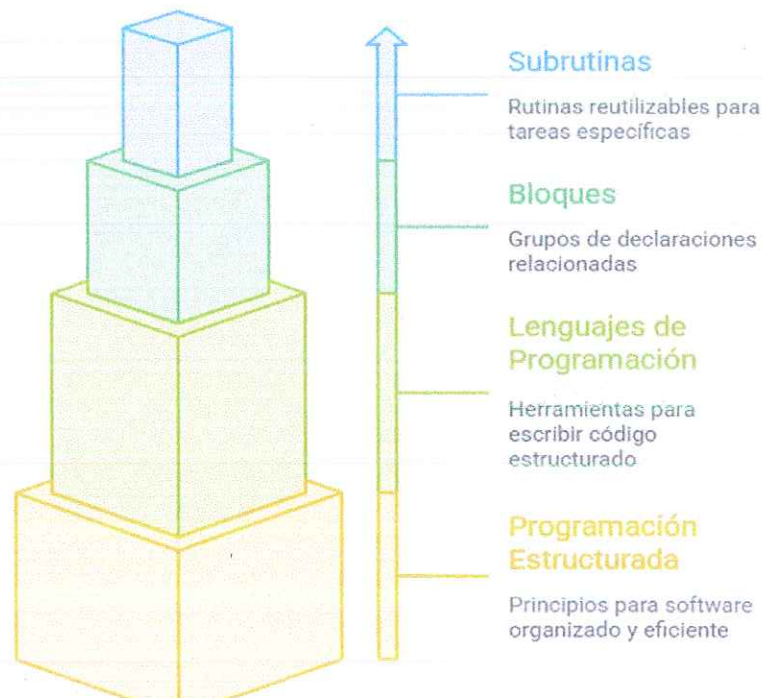 Subrutinas
Rutinas reutilizables para
tareas específicas
Bloques
Grupos de declaraciones
relacionadas
Lenguajes de
Programación
Herramientas para
escribir código
estructurado
Programación
Estructurada
Principios para software
organizado y eficiente